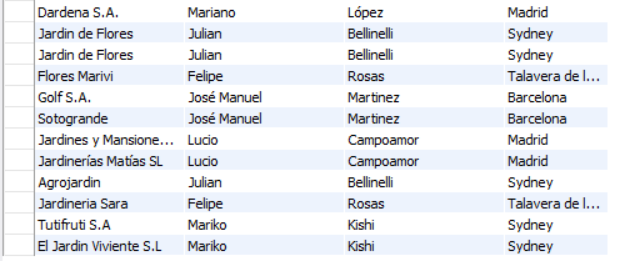 Dardena S.A. Mariano López Madrid
Jardin de Flores Julian Bellinelli Sydney
Jardin de Flores Julian Bellinelli Sydney
Flores Marivi Felipe Rosas Talavera de l...
Golf S.A. José Manuel Martinez Barcelona
Sotogrande José Manuel Martinez Barcelona
Jardines y Mansione... Lucio Campoamor Madrid
Jardinerías Matías SL Lucio Campoamor Madrid
Agrojardin Julian Bellinelli Sydney
Jardineria Sara Felipe Rosas Talavera de l...
Tutifruti S.A Mariko Kishi Sydney
El Jardin Viviente S.L Mariko Kishi Sydney